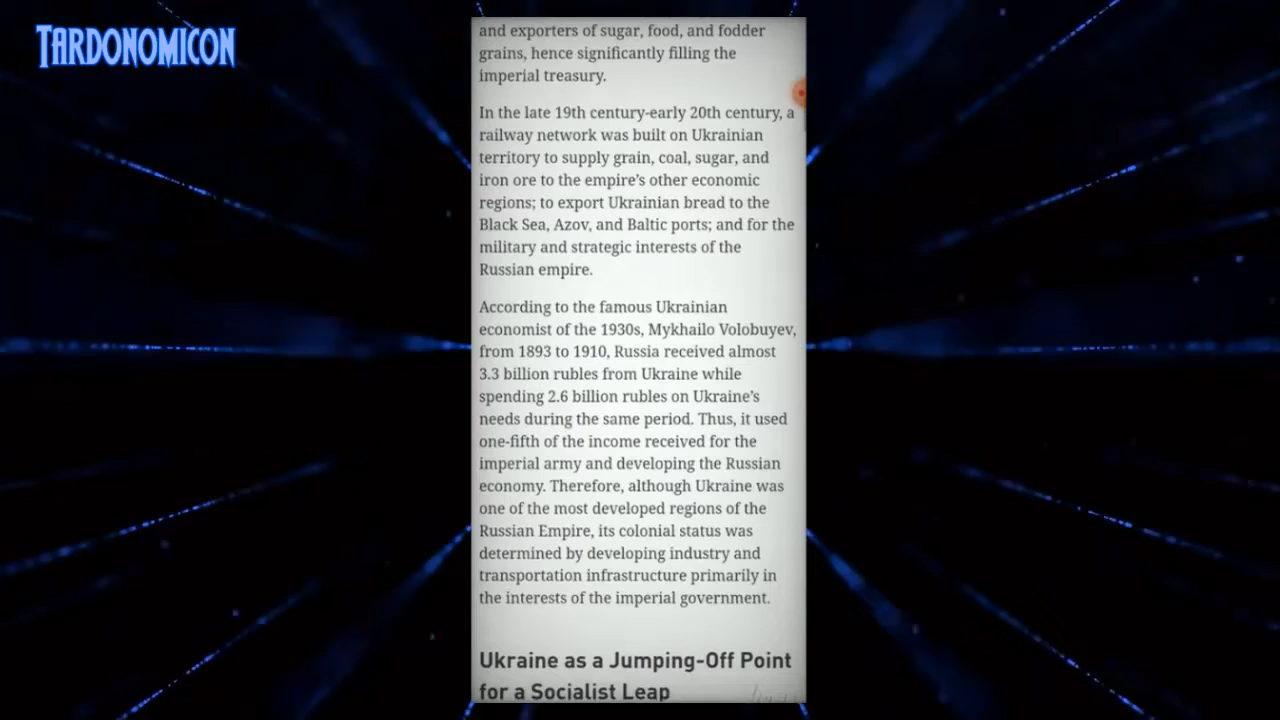 TARDONOMICON
and exporters of sugar, food, and fodder
grains, hence significantly filling the
imperial treasury.
In the late 19th century-early 20th century, a
railway network was built on Ukrainian
territory to supply grain, coal, sugar, and
iron ore to the empire’s other economic
regions; to export Ukrainian bread to the
Black Sea, Azov, and Baltic ports; and for the
military and strategic interests of the
Russian empire.
According to the famous Ukrainian
economist of the 1930s, Mykhailo Volobuyev,
from 1893 to 1910, Russia received almost
3.3 billion rubles from Ukraine while
spending 2.6 billion rubles on Ukraine’s
needs during the same period. Thus, it used
one-fifth of the income received for the
imperial army and developing the Russian
economy. Therefore, although Ukraine was
one of the most developed regions of the
Russian Empire, its colonial status was
determined by developing industry and
transportation infrastructure primarily in
the interests of the imperial government.
Ukraine as a Jumping-Off Point
for a Socialist Leap